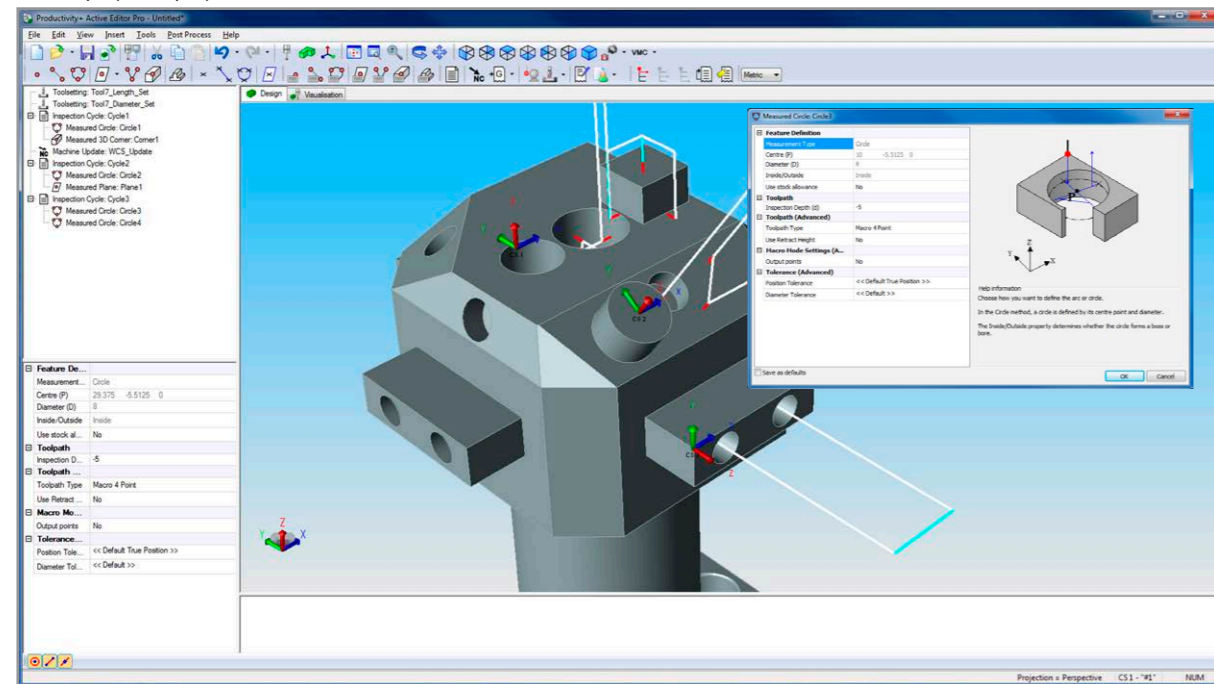 Productivity+ Active Editor Pro - Untitled*
File Edit View Insert Tools Post Process Help
VMC
NC
G
Metric
Toolsetting: Tool7_Length_Set
Toolsetting: Tool7_Diameter_Set
Inspection Cycle: Cycle1
Measured Circle: Circle1
Measured 3D Corner: Corner1
NC Machine Update: WCS_Update
Inspection Cycle: Cycle2
Measured Circle: Circle2
Measured Plane: Plane1
Inspection Cycle: Cycle3
Measured Circle: Circle3
Measured Circle: Circle4
Design Visualisation
CS1
CS2
X
Y
Z
Z
Y X
Measured Circle: Circle3
Feature Definition
Measurement Type Circle
Centre (P) 10 -5.5125 0
Diameter (D) 8
Inside/Outside Inside
Use stock allowance No
Toolpath
Inspection Depth (d) -5
Toolpath (Advanced)
Toolpath Type Macro 4 Point
Use Retract Height No
Macro Mode Settings (A...
Output points No
Tolerance (Advanced)
Position Tolerance << Default True Position >>
Diameter Tolerance << Default >>
P
Z
Y X
Help information
Choose how you want to define the arc or circle.
In the Circle method, a circle is defined by its centre point and diameter.
The Inside/Outside property determines whether the circle forms a boss or
bore.
Save as defaults
OK Cancel
Feature De...
Measurement... Circle
Centre (P) 29.375 -5.5125 0
Diameter (D) 8
Inside/Outside Inside
Use stock al... No
Toolpath
Inspection D... -5
Toolpath ...
Toolpath Type Macro 4 Point
Use Retract ... No
Macro Mo...
Output points No
Tolerance...
Position Tole... << Default True Position >>
Diameter Tol... << Default >>
Projection = Perspective CS1 - "#1" NUM